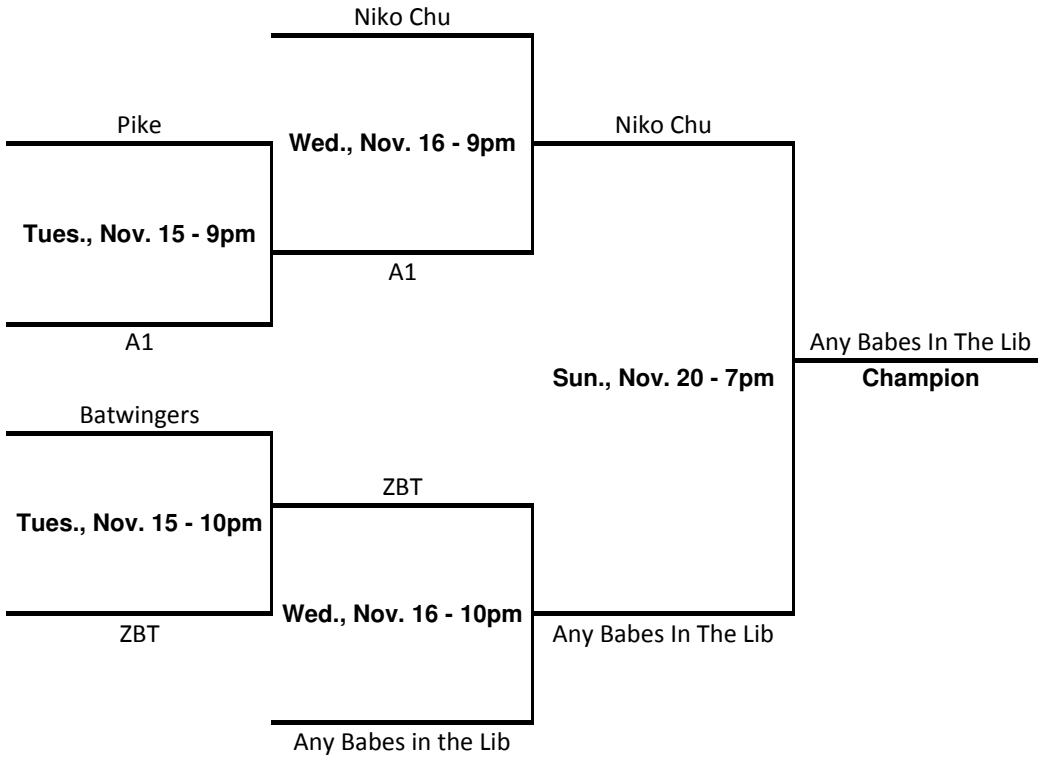 Niko Chu
Pike
Wed., Nov. 16 - 9pm
Niko Chu
Tues., Nov. 15 - 9pm
A1
A1
Any Babes In The Lib
Sun., Nov. 20 - 7pm
Champion
Batwingers
ZBT
Tues., Nov. 15 - 10pm
Wed., Nov. 16 - 10pm
ZBT
Any Babes In The Lib
Any Babes in the Lib